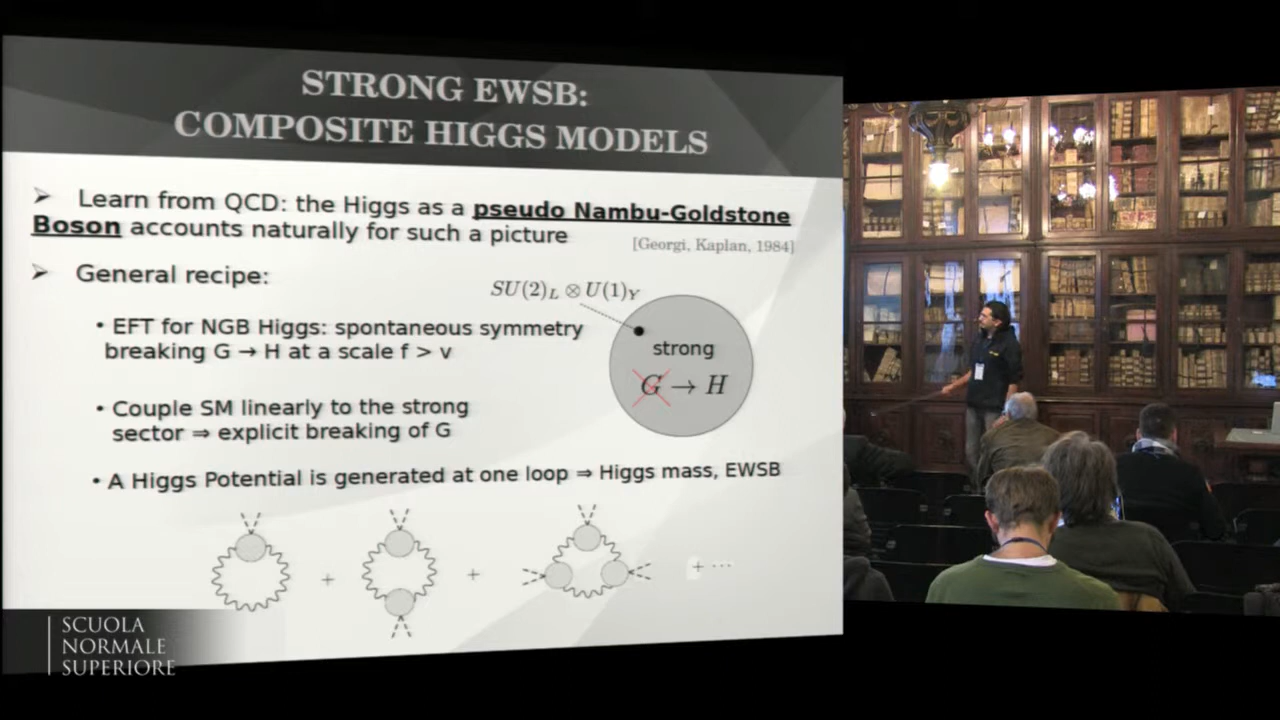 STRONG EWSB:
COMPOSITE HIGGS MODELS
➢ Learn from QCD: the Higgs as a pseudo Nambu-Goldstone
Boson accounts naturally for such a picture
[Georgi, Kaplan, 1984]
➢ General recipe:
SU(2)_L ⊗ U(1)_Y
• EFT for NGB Higgs: spontaneous symmetry
breaking G → H at a scale f > v
strong
G → H
• Couple SM linearly to the strong
sector ⇒ explicit breaking of G
• A Higgs Potential is generated at one loop ⇒ Higgs mass, EWSB
+ + + ···
SCUOLA
NORMALE
SUPERIORE